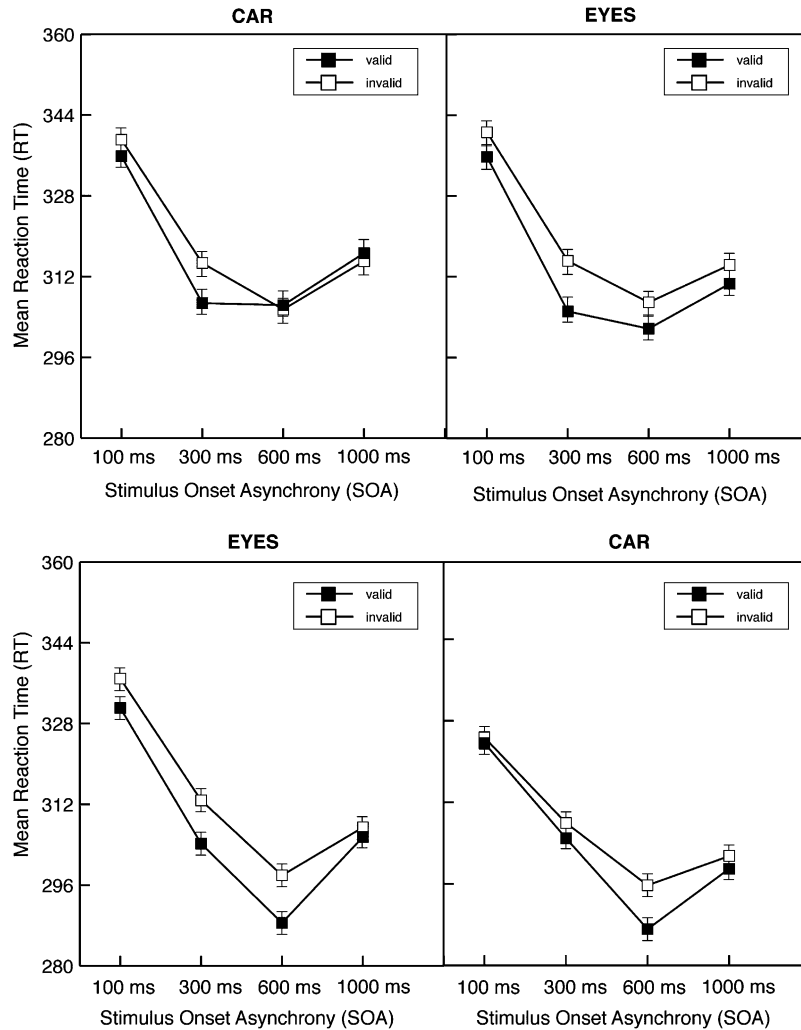 CAR
EYES
360
344
328
312
296
280
Mean Reaction Time (RT)
valid
invalid
valid
invalid
100 ms 300 ms 600 ms 1000 ms
100 ms 300 ms 600 ms 1000 ms
Stimulus Onset Asynchrony (SOA)
Stimulus Onset Asynchrony (SOA)
EYES
CAR
360
344
328
312
296
280
Mean Reaction Time (RT)
valid
invalid
valid
invalid
100 ms 300 ms 600 ms 1000 ms
100 ms 300 ms 600 ms 1000 ms
Stimulus Onset Asynchrony (SOA)
Stimulus Onset Asynchrony (SOA)